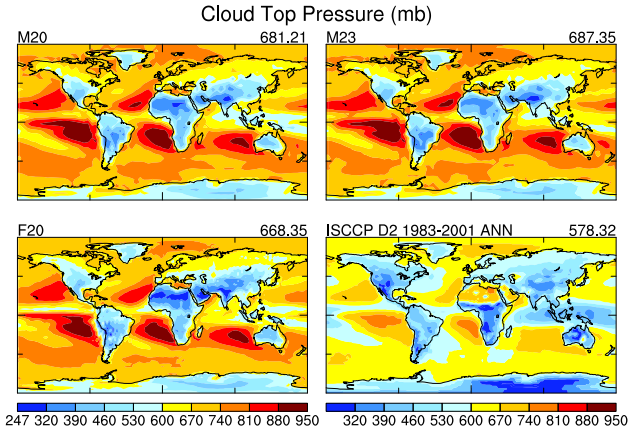 Cloud Top Pressure (mb)
M20 681.21
M23 687.35
F20 668.35
ISCCP D2 1983-2001 ANN 578.32
247 320 390 460 530 600 670 740 810 880 950
320 390 460 530 600 670 740 810 880 950